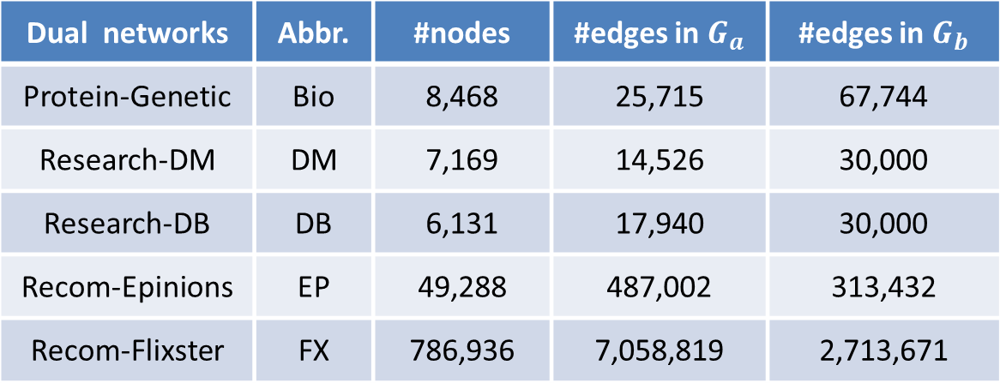 Dual networks Abbr. #nodes #edges in Gₐ #edges in G_b
Protein-Genetic Bio 8,468 25,715 67,744
Research-DM DM 7,169 14,526 30,000
Research-DB DB 6,131 17,940 30,000
Recom-Epinions EP 49,288 487,002 313,432
Recom-Flixster FX 786,936 7,058,819 2,713,671